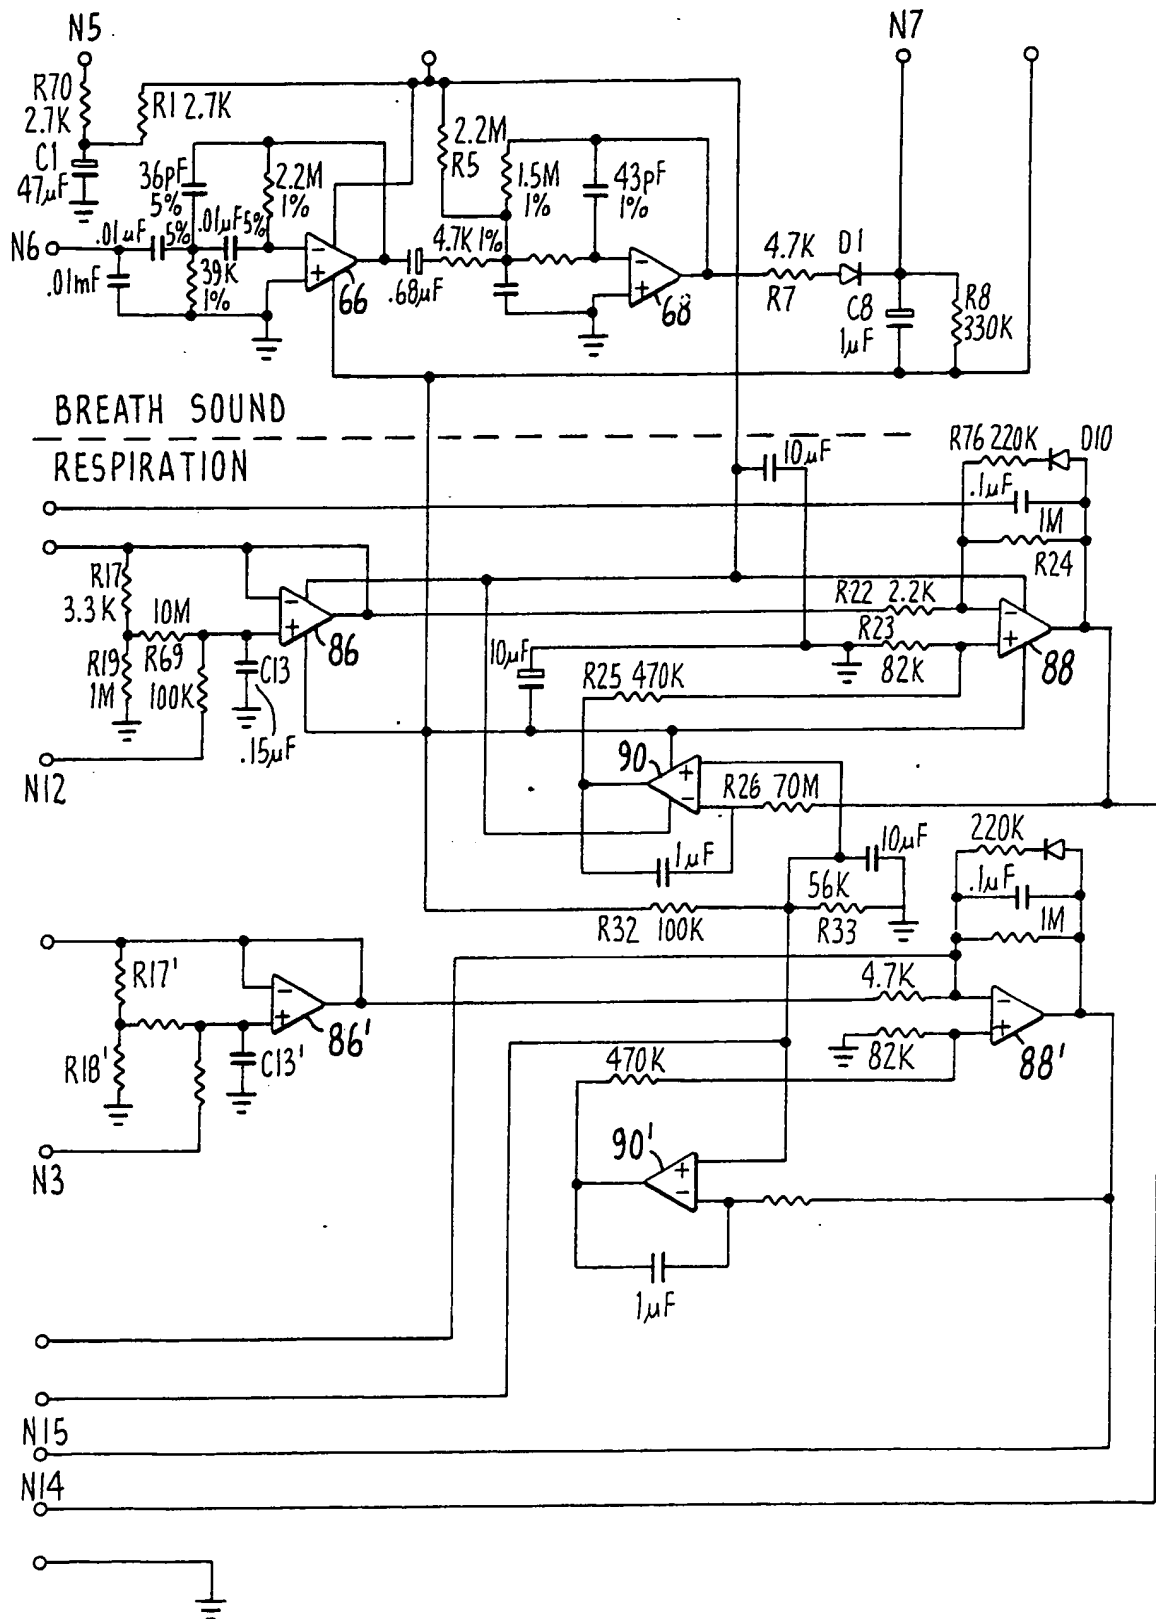 N5
N7
R70
2.7K
R1 2.7K
C1
47µF
36pF
5%
2.2M
1%
2.2M
R5
1.5M
1%
43pF
1%
N6
.01µF
5%
.01µF 5%
4.7K 1%
4.7K
D1
R7
.01mF
39K
1%
66
.68µF
68
C8
1µF
R8
330K
BREATH SOUND
RESPIRATION
10µF
R76 220K
D10
.1µF
1M
R24
R17
3.3K
10M
R69
86
R22 2.2K
R23
82K
88
R19
1M
100K
C13
.15µF
10µF
R25 470K
N12
90
R26 70M
1µF
10µF
220K
.1µF
1M
56K
R32 100K
R33
R17'
86'
4.7K
R18'
C13'
82K
88'
470K
N3
90'
1µF
N15
N14
+
−